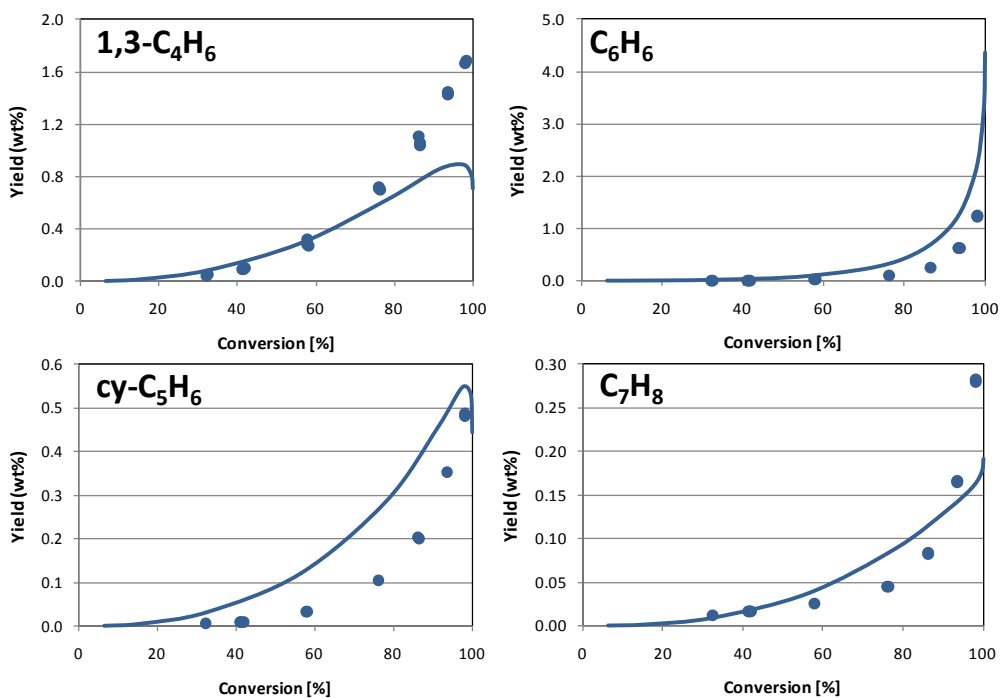 1,3-C₄H₆
Yield (wt%)
2.0
1.6
1.2
0.8
0.4
0.0
0 20 40 60 80 100
Conversion [%]
C₆H₆
Yield (wt%)
5.0
4.0
3.0
2.0
1.0
0.0
0 20 40 60 80 100
Conversion [%]
cy-C₅H₆
Yield (wt%)
0.6
0.5
0.4
0.3
0.2
0.1
0.0
0 20 40 60 80 100
Conversion [%]
C₇H₈
Yield (wt%)
0.30
0.25
0.20
0.15
0.10
0.05
0.00
0 20 40 60 80 100
Conversion [%]